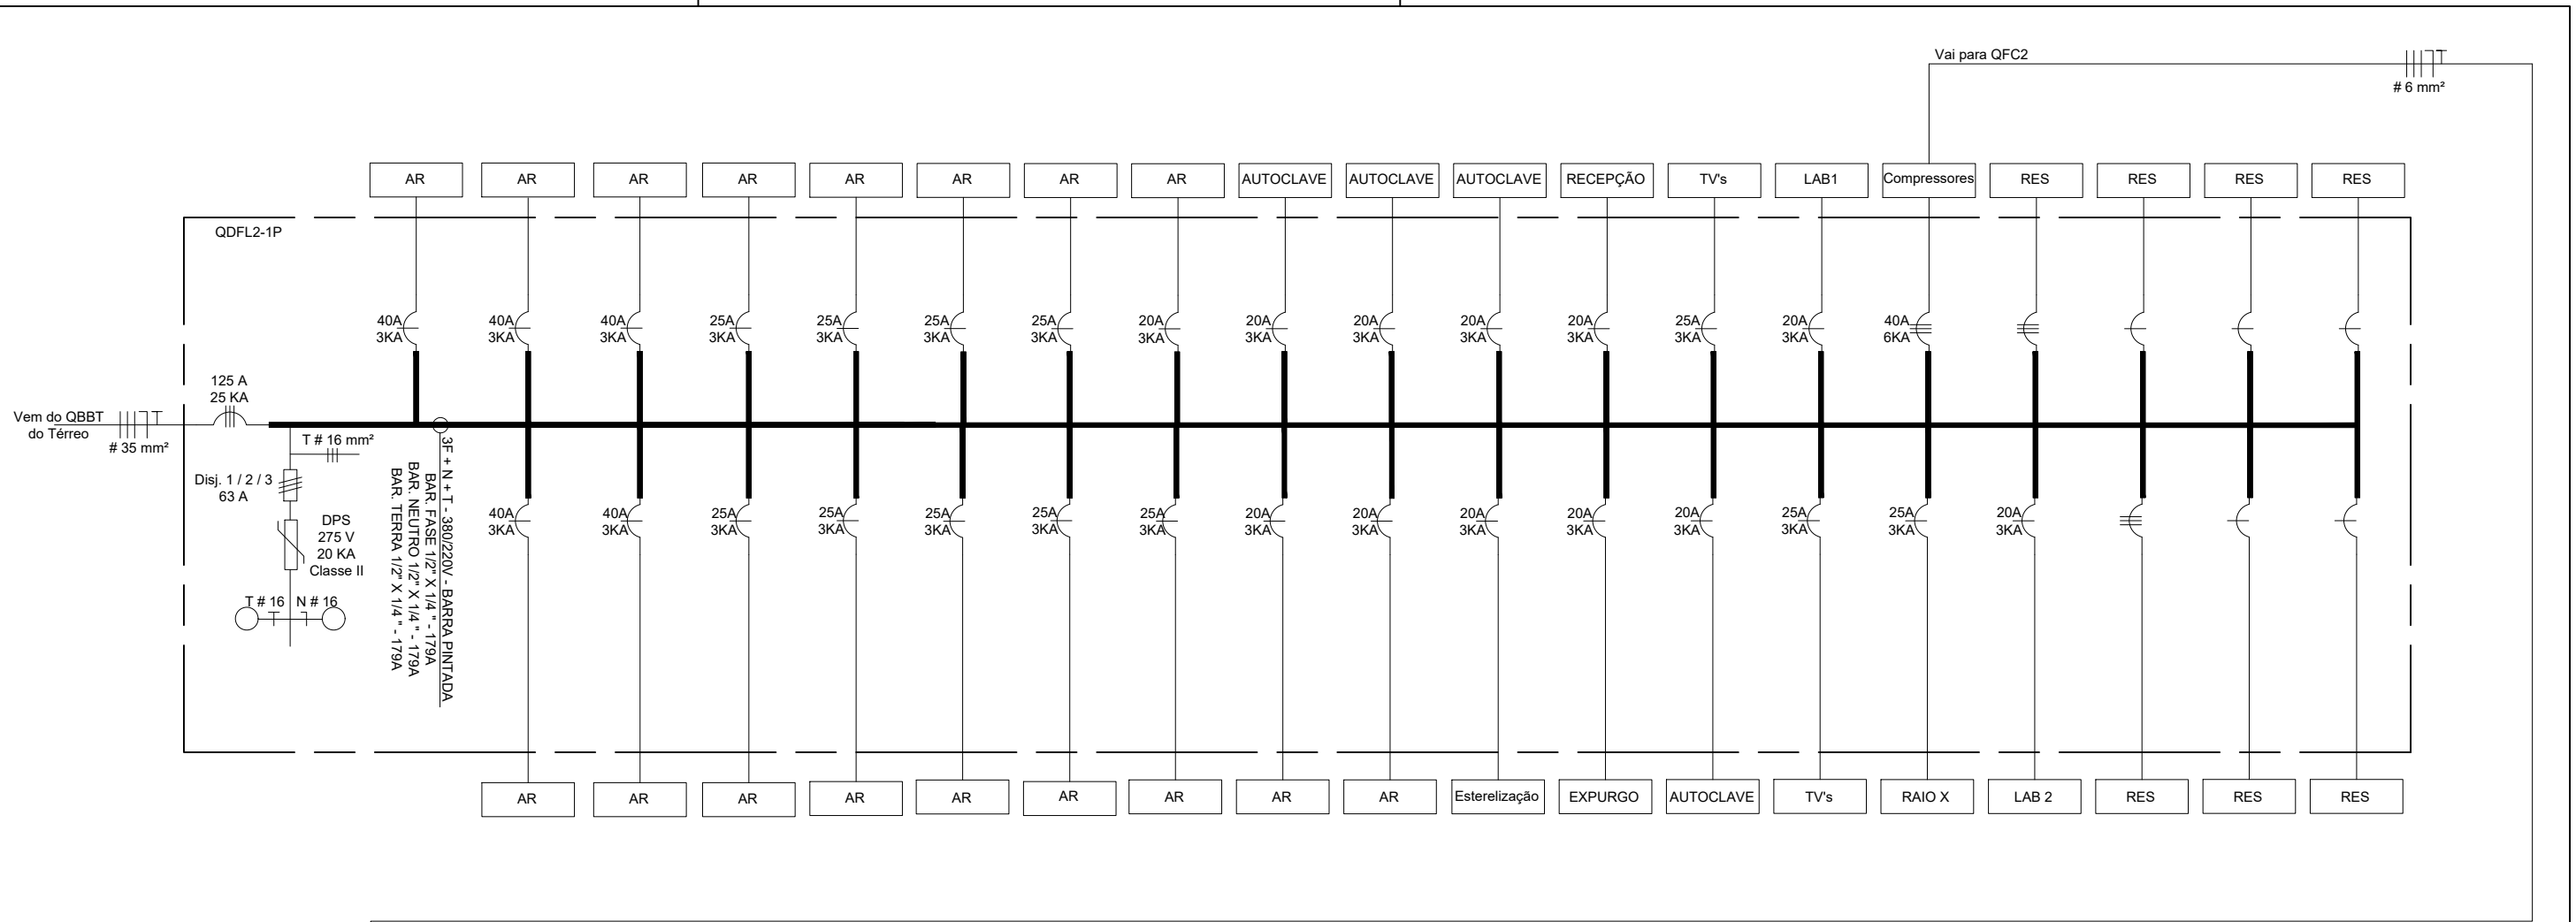 Vai para QFC2
# 6 mm²
AR
AR
AR
AR
AR
AR
AR
AR
AUTOCLAVE
AUTOCLAVE
AUTOCLAVE
RECEPÇÃO
TV's
LAB1
Compressores
RES
RES
RES
RES
QDFL2-1P
40A
3KA
40A
3KA
40A
3KA
25A
3KA
25A
3KA
25A
3KA
25A
3KA
20A
3KA
20A
3KA
20A
3KA
20A
3KA
20A
3KA
25A
3KA
20A
3KA
40A
6KA
125 A
25 KA
Vem do QBBT
do Térreo
# 35 mm²
T # 16 mm²
Disj. 1 / 2 / 3
63 A
DPS
275 V
20 KA
Classe II
T # 16
N # 16
3F + N + T - 380/220V - BARRA PINTADA
BAR. FASE 1/2" X 1/4 " - 179A
BAR. NEUTRO 1/2" X 1/4 " - 179A
BAR. TERRA 1/2" X 1/4 " - 179A
40A
3KA
40A
3KA
25A
3KA
25A
3KA
25A
3KA
25A
3KA
25A
3KA
20A
3KA
20A
3KA
20A
3KA
20A
3KA
20A
3KA
25A
3KA
25A
3KA
20A
3KA
AR
AR
AR
AR
AR
AR
AR
AR
AR
Esterelização
EXPURGO
AUTOCLAVE
TV's
RAIO X
LAB 2
RES
RES
RES